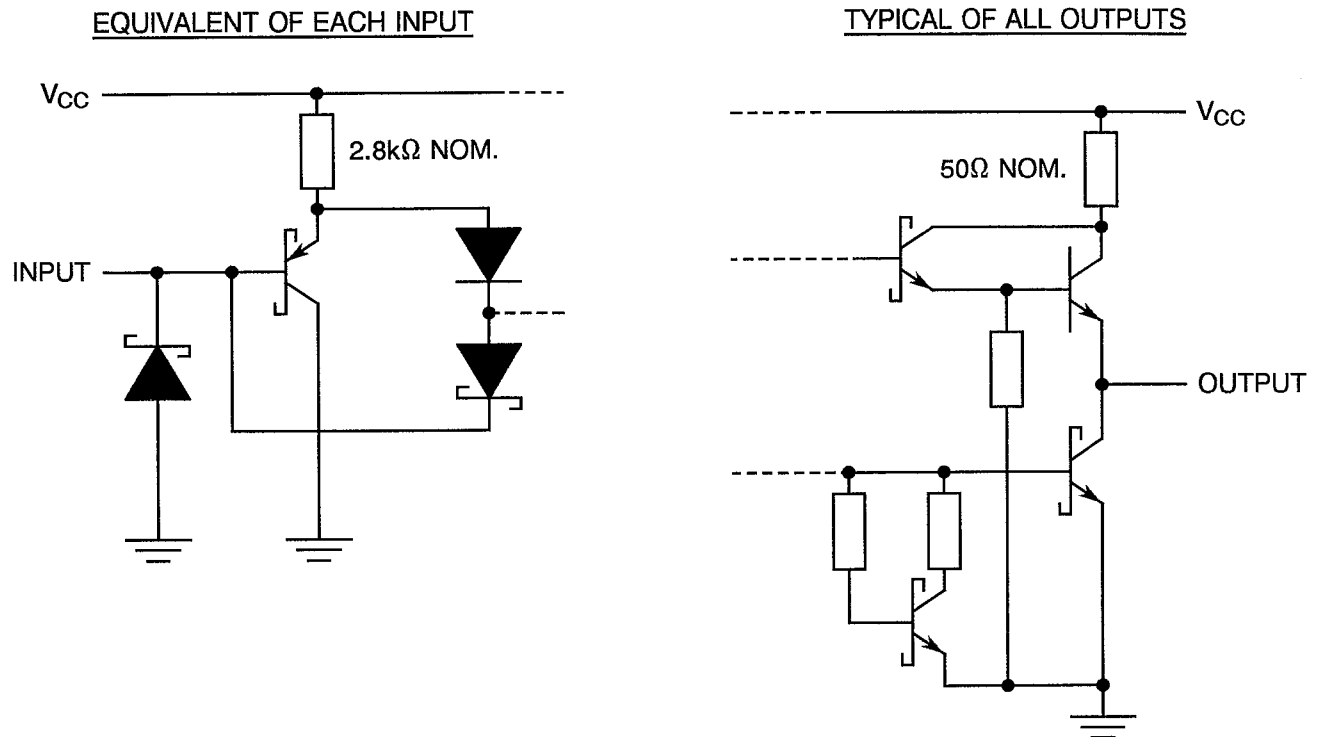 EQUIVALENT OF EACH INPUT
TYPICAL OF ALL OUTPUTS
VCC
2.8kΩ NOM.
INPUT
VCC
50Ω NOM.
OUTPUT